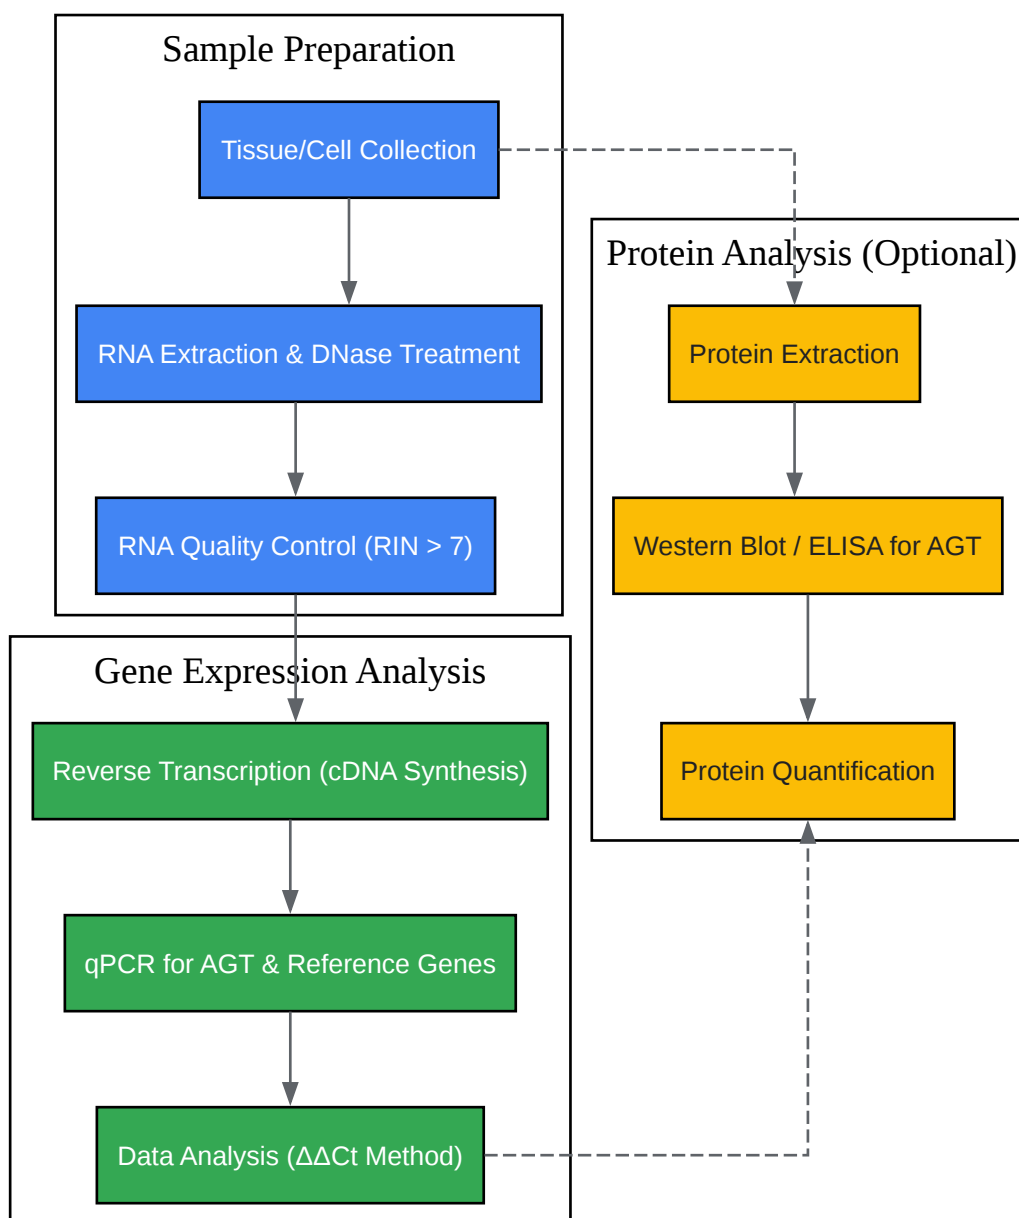 Sample Preparation
Tissue/Cell Collection
RNA Extraction & DNase Treatment
RNA Quality Control (RIN > 7)
Gene Expression Analysis
Reverse Transcription (cDNA Synthesis)
qPCR for AGT & Reference Genes
Data Analysis (ΔΔCt Method)
Protein Analysis (Optional)
Protein Extraction
Western Blot / ELISA for AGT
Protein Quantification